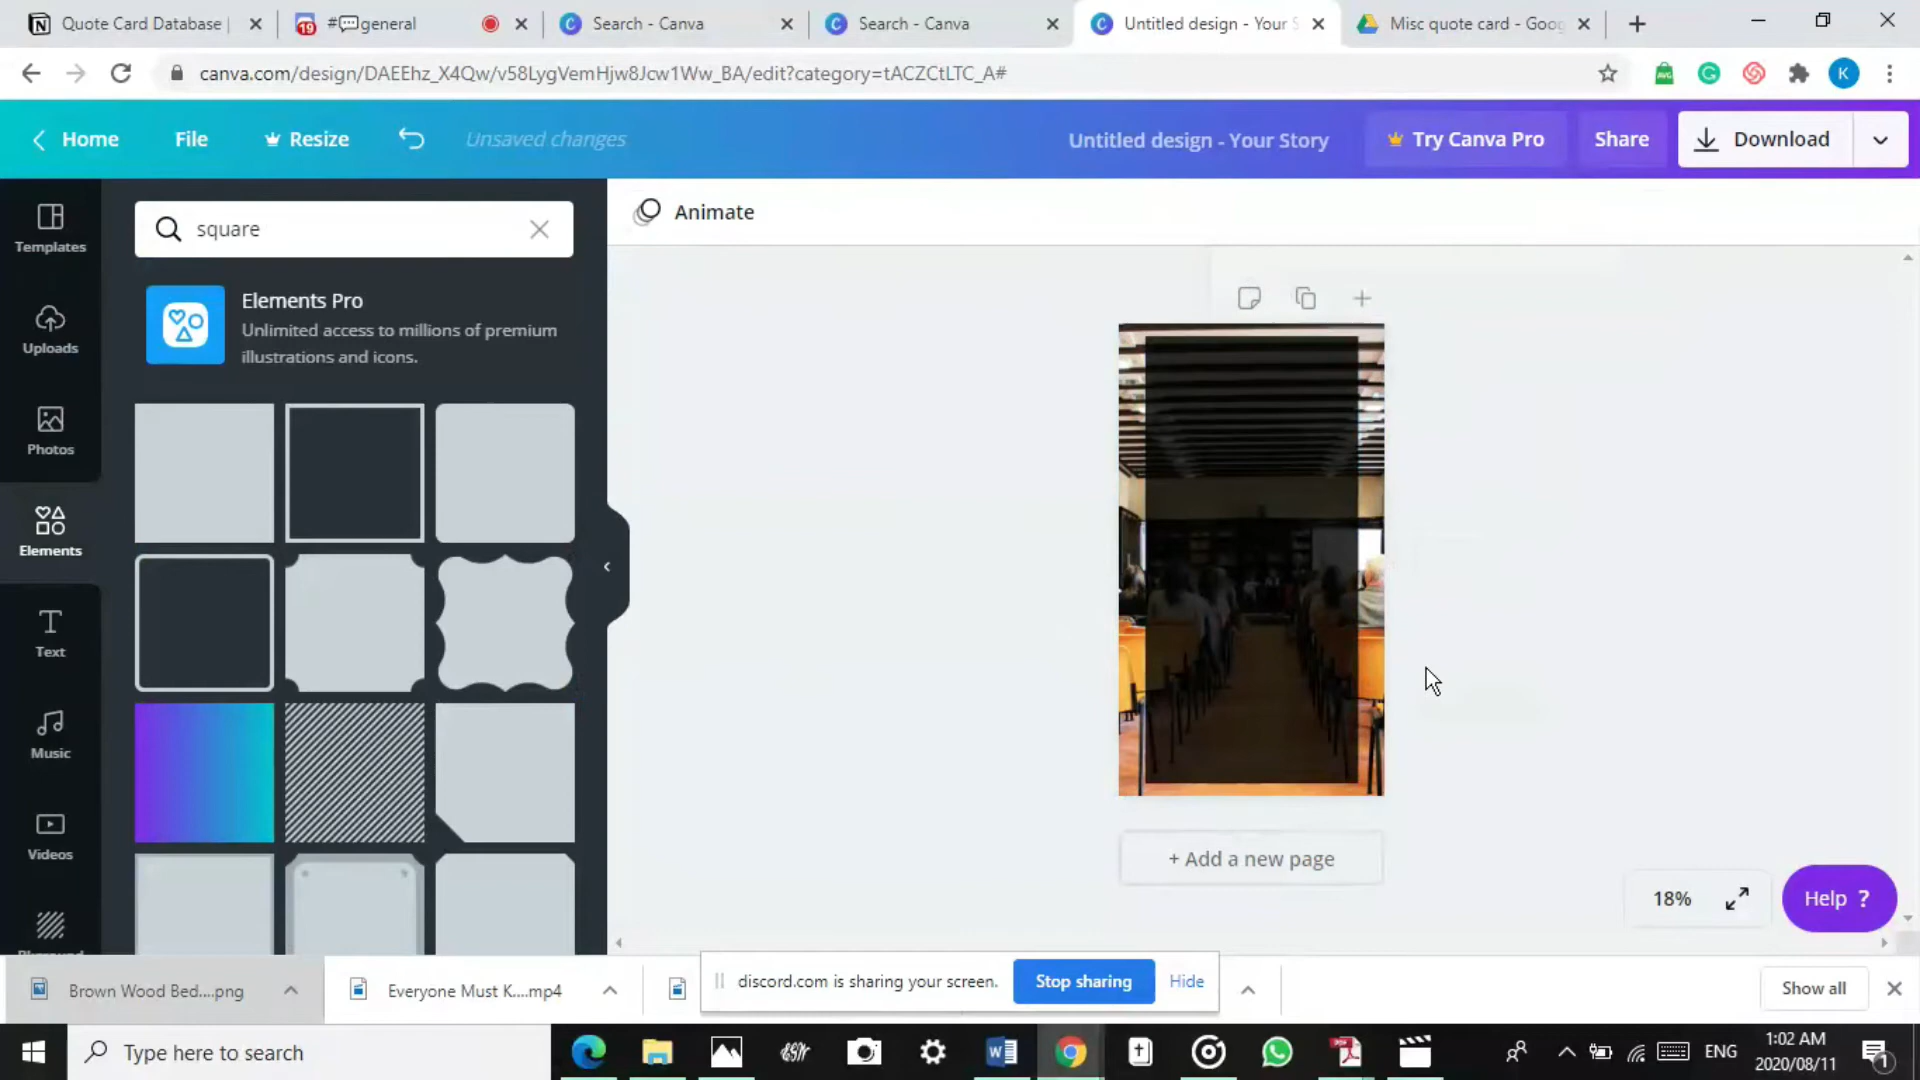 Quote Card Database |
19
#💬general
Search - Canva
Search - Canva
Untitled design - Your S
Misc quote card - Goog
canva.com/design/DAEEhz_X4Qw/v58LygVemHjw8Jcw1Ww_BA/edit?category=tACZCtLTC_A#
K
Home
File
Resize
Unsaved changes
Untitled design - Your Story
Try Canva Pro
Share
Download
Templates
Uploads
Photos
Elements
Text
Music
Videos
square
Elements Pro
Unlimited access to millions of premium
illustrations and icons.
Animate
+ Add a new page
18%
Help ?
Brown Wood Bed....png
Everyone Must K....mp4
discord.com is sharing your screen.
Stop sharing
Hide
Show all
Type here to search
ENG
1:02 AM
2020/08/11
1